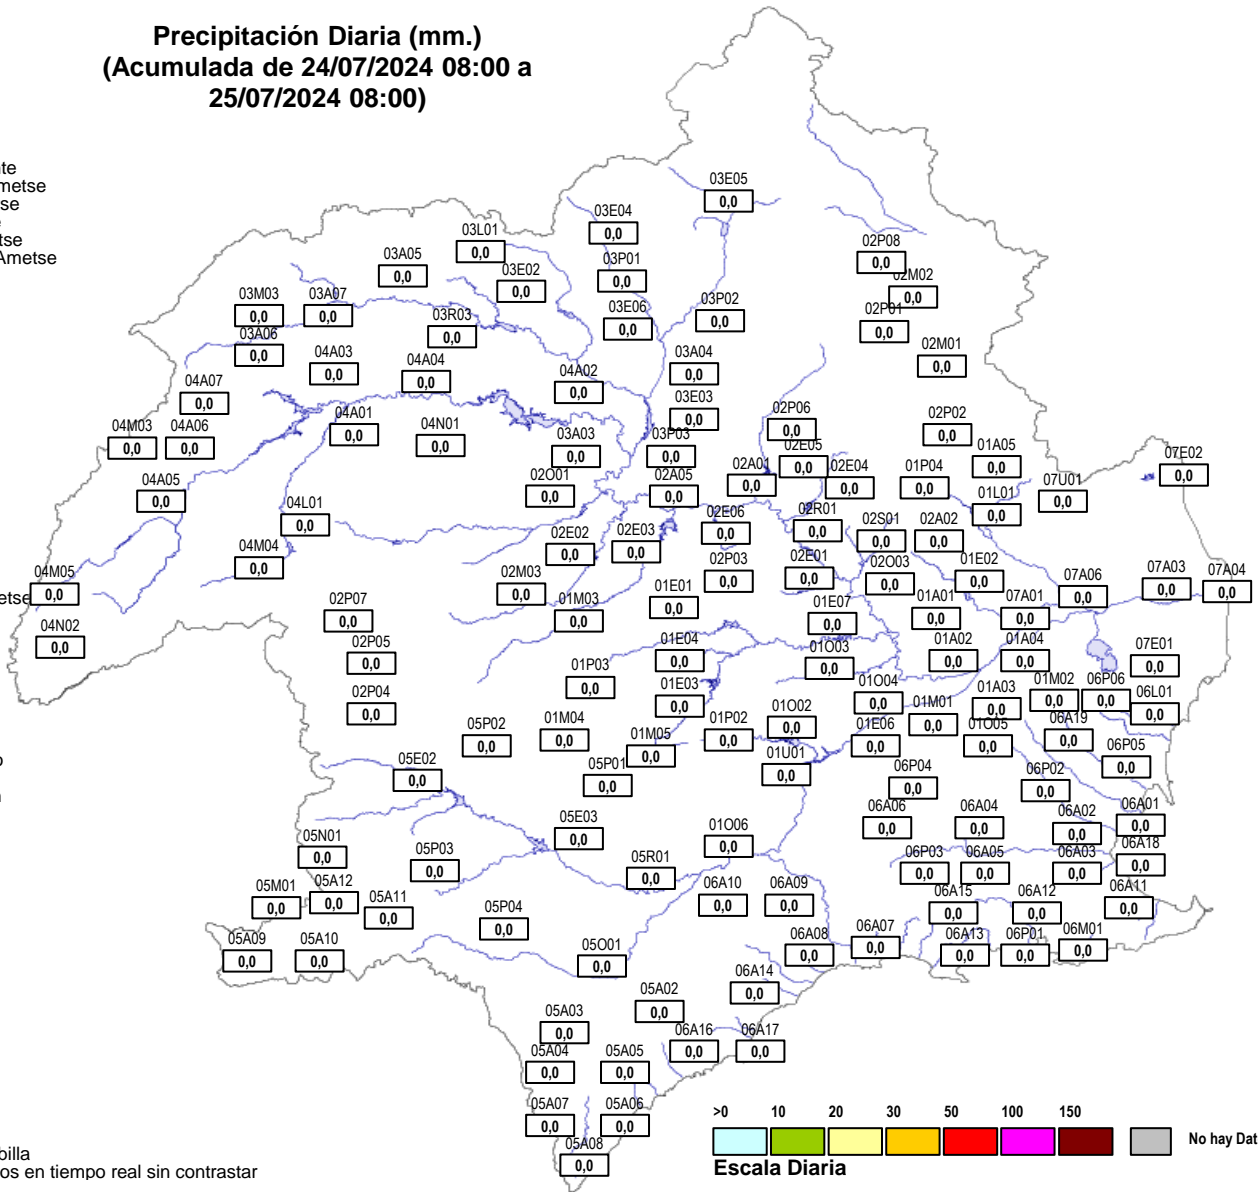 Precipitación Diaria (mm.)
(Acumulada de 24/07/2024 08:00 a
25/07/2024 08:00)
te
metse
se
tse
Ametse
03E05
0,0
03E04
0,0
03L01
0,0
02P08
0,0
03A05
0,0
03P01
0,0
03E02
0,0
02M02
0,0
03M03
0,0
03A07
0,0
03P02
0,0
03E06
0,0
02P01
0,0
03R03
0,0
03A06
0,0
02M01
0,0
04A03
0,0
03A04
0,0
04A04
0,0
04A02
0,0
04A07
0,0
03E03
0,0
02P06
0,0
04A01
0,0
02P02
0,0
04M03
0,0
04A06
0,0
04N01
0,0
03A03
0,0
03P03
0,0
02E05
0,0
01A05
0,0
07E02
0,0
02A01
0,0
02E04
0,0
01P04
0,0
04A05
0,0
02O01
0,0
02A05
0,0
07U01
0,0
01L01
0,0
04L01
0,0
02E06
0,0
02R01
0,0
02S01
0,0
02A02
0,0
02E02
0,0
02E03
0,0
04M04
0,0
02P03
0,0
02E01
0,0
02O03
0,0
01E02
0,0
04M05
0,0
etse
02M03
0,0
07A06
0,0
07A03
0,0
07A04
0,0
02P07
0,0
01M03
0,0
01E01
0,0
01E07
0,0
01A01
0,0
07A01
0,0
04N02
0,0
02P05
0,0
01E04
0,0
01O03
0,0
01A02
0,0
01A04
0,0
07E01
0,0
01P03
0,0
02P04
0,0
01E03
0,0
01O04
0,0
01M02
0,0
06P06
0,0
01A03
0,0
06L01
0,0
05P02
0,0
01M04
0,0
01P02
0,0
01O02
0,0
01M01
0,0
01E06
0,0
01O05
0,0
06A19
0,0
01M05
0,0
05E02
0,0
05P01
0,0
01U01
0,0
06P05
0,0
06P04
0,0
06P02
0,0
05E03
0,0
01O06
0,0
06A06
0,0
06A04
0,0
06A02
0,0
06A01
0,0
05N01
0,0
05P03
0,0
05R01
0,0
06P03
0,0
06A05
0,0
06A03
0,0
06A18
0,0
05M01
0,0
05A12
0,0
05A11
0,0
06A10
0,0
06A09
0,0
06A15
0,0
06A12
0,0
06A11
0,0
05P04
0,0
05A09
0,0
05A10
0,0
05O01
0,0
06A08
0,0
06A07
0,0
06A13
0,0
06P01
0,0
06M01
0,0
06A14
0,0
05A02
0,0
05A03
0,0
06A16
0,0
06A17
0,0
05A04
0,0
05A05
0,0
05A07
0,0
05A06
0,0
05A08
0,0
>0 10 20 30 50 100 150
No hay Dat
Escala Diaria
billa
os en tiempo real sin contrastar